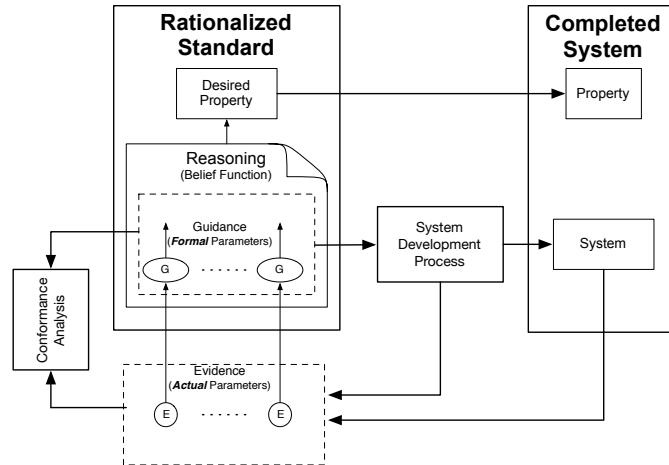 Rationalized
Standard
Completed
System
Desired
Property
Property
Reasoning
(Belief Function)
Guidance
(Formal Parameters)
G ...... G
System
Development
Process
System
Conformance
Analysis
Evidence
(Actual Parameters)
E ...... E